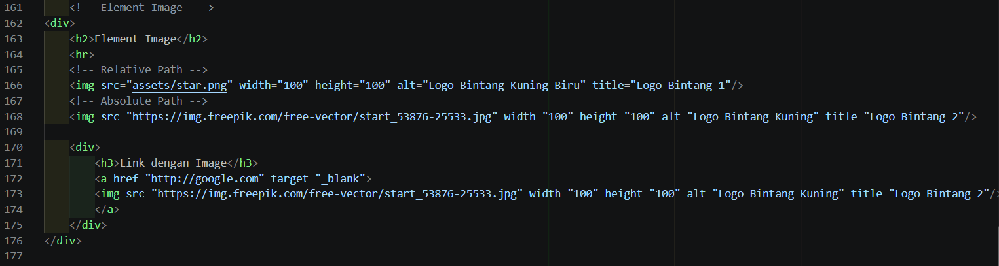 161 <!-- Element Image  -->
162 <div>
163 <h2>Element Image</h2>
164 <hr>
165 <!-- Relative Path -->
166 <img src="assets/star.png" width="100" height="100" alt="Logo Bintang Kuning Biru" title="Logo Bintang 1"/>
167 <!-- Absolute Path -->
168 <img src="https://img.freepik.com/free-vector/start_53876-25533.jpg" width="100" height="100" alt="Logo Bintang Kuning" title="Logo Bintang 2"/>
169
170 <div>
171 <h3>Link dengan Image</h3>
172 <a href="http://google.com" target="_blank">
173 <img src="https://img.freepik.com/free-vector/start_53876-25533.jpg" width="100" height="100" alt="Logo Bintang Kuning" title="Logo Bintang 2"/>
174 </a>
175 </div>
176 </div>
177